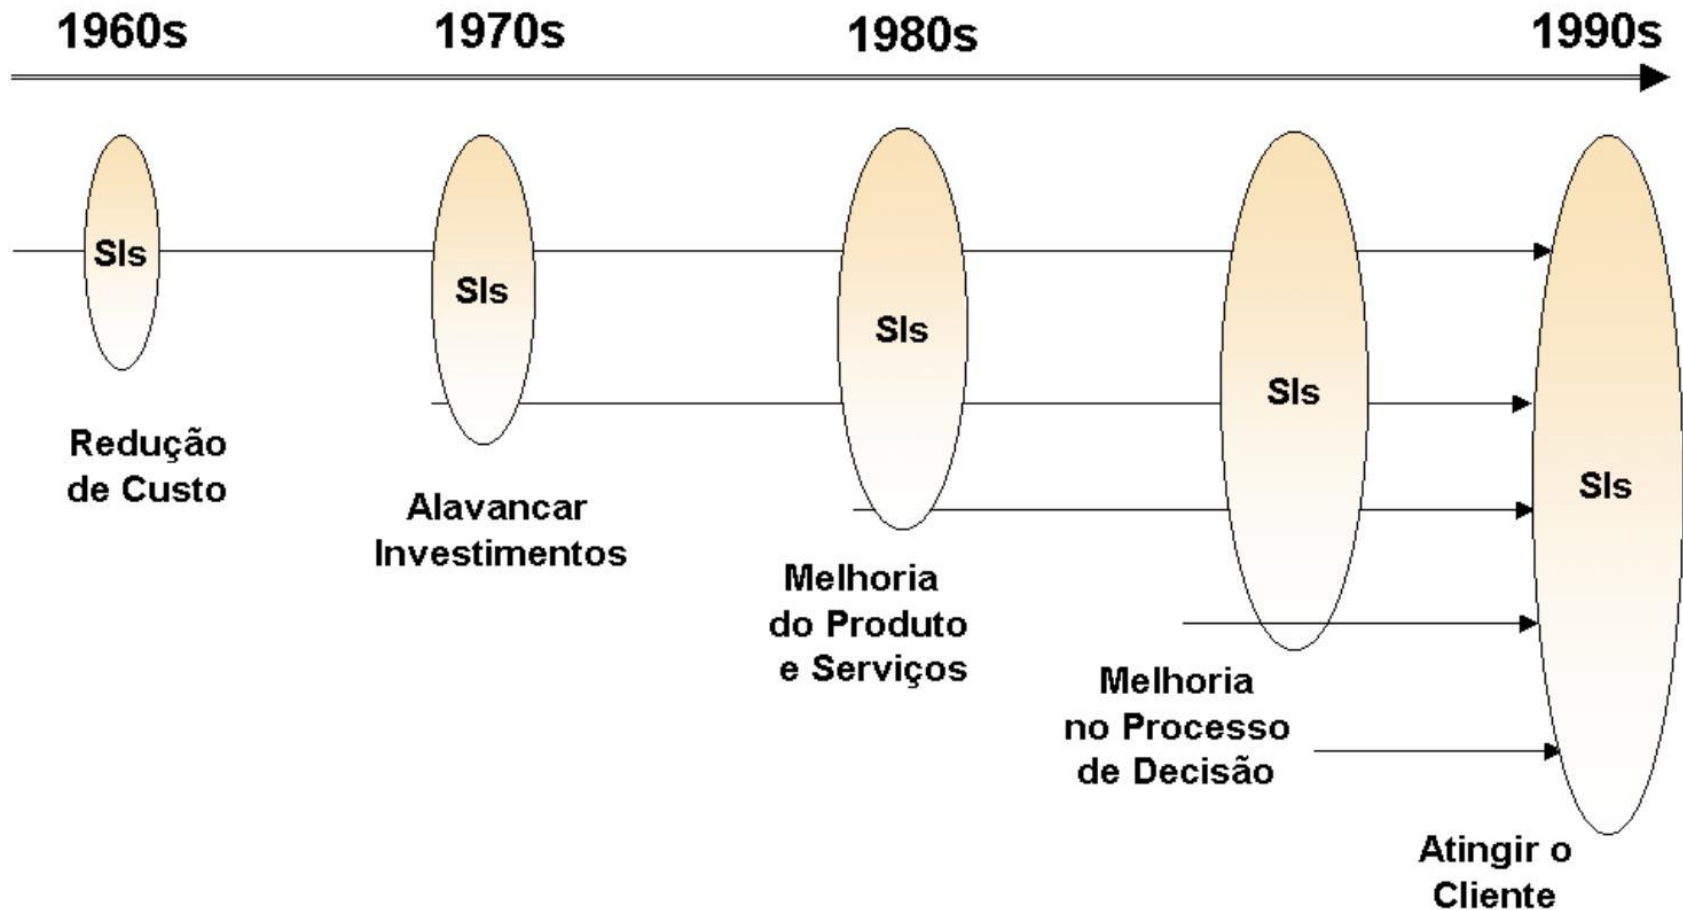 1960s
1970s
1980s
1990s
SIs
SIs
SIs
SIs
SIs
Redução
de Custo
Alavancar
Investimentos
Melhoria
do Produto
e Serviços
Melhoria
no Processo
de Decisão
Atingir o
Cliente